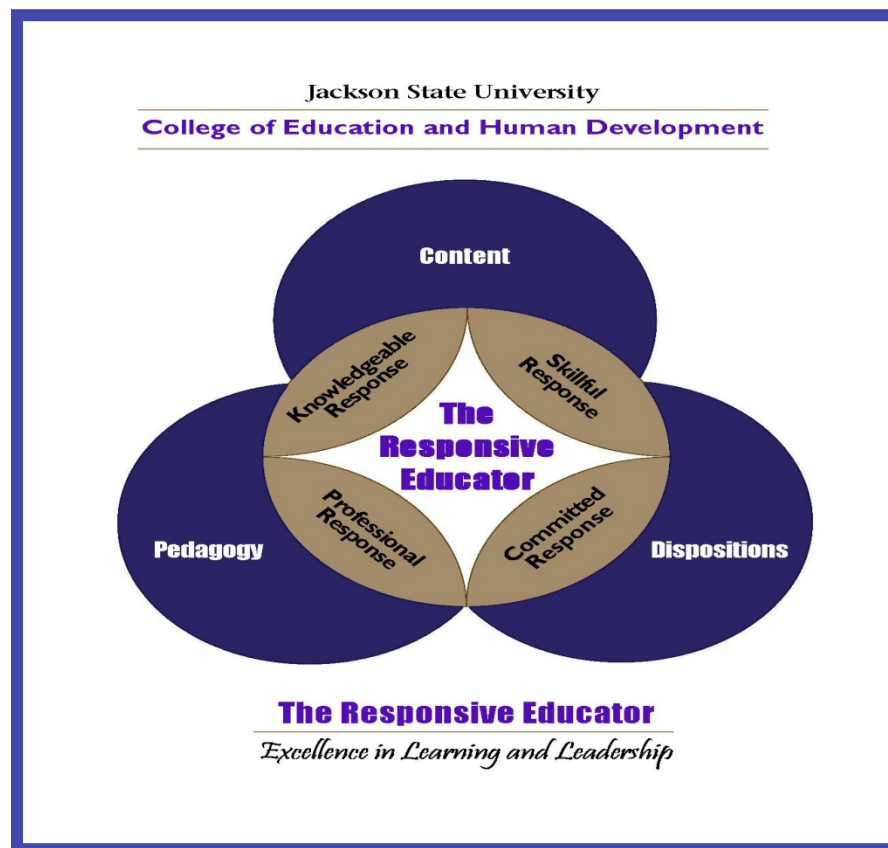 Jackson State University
College of Education and Human Development
Content
Knowledgeable
Response
Skillful
Response
The
Responsive
Educator
Pedagogy
Professional
Response
Committed
Response
Dispositions
The Responsive Educator
Excellence in Learning and Leadership